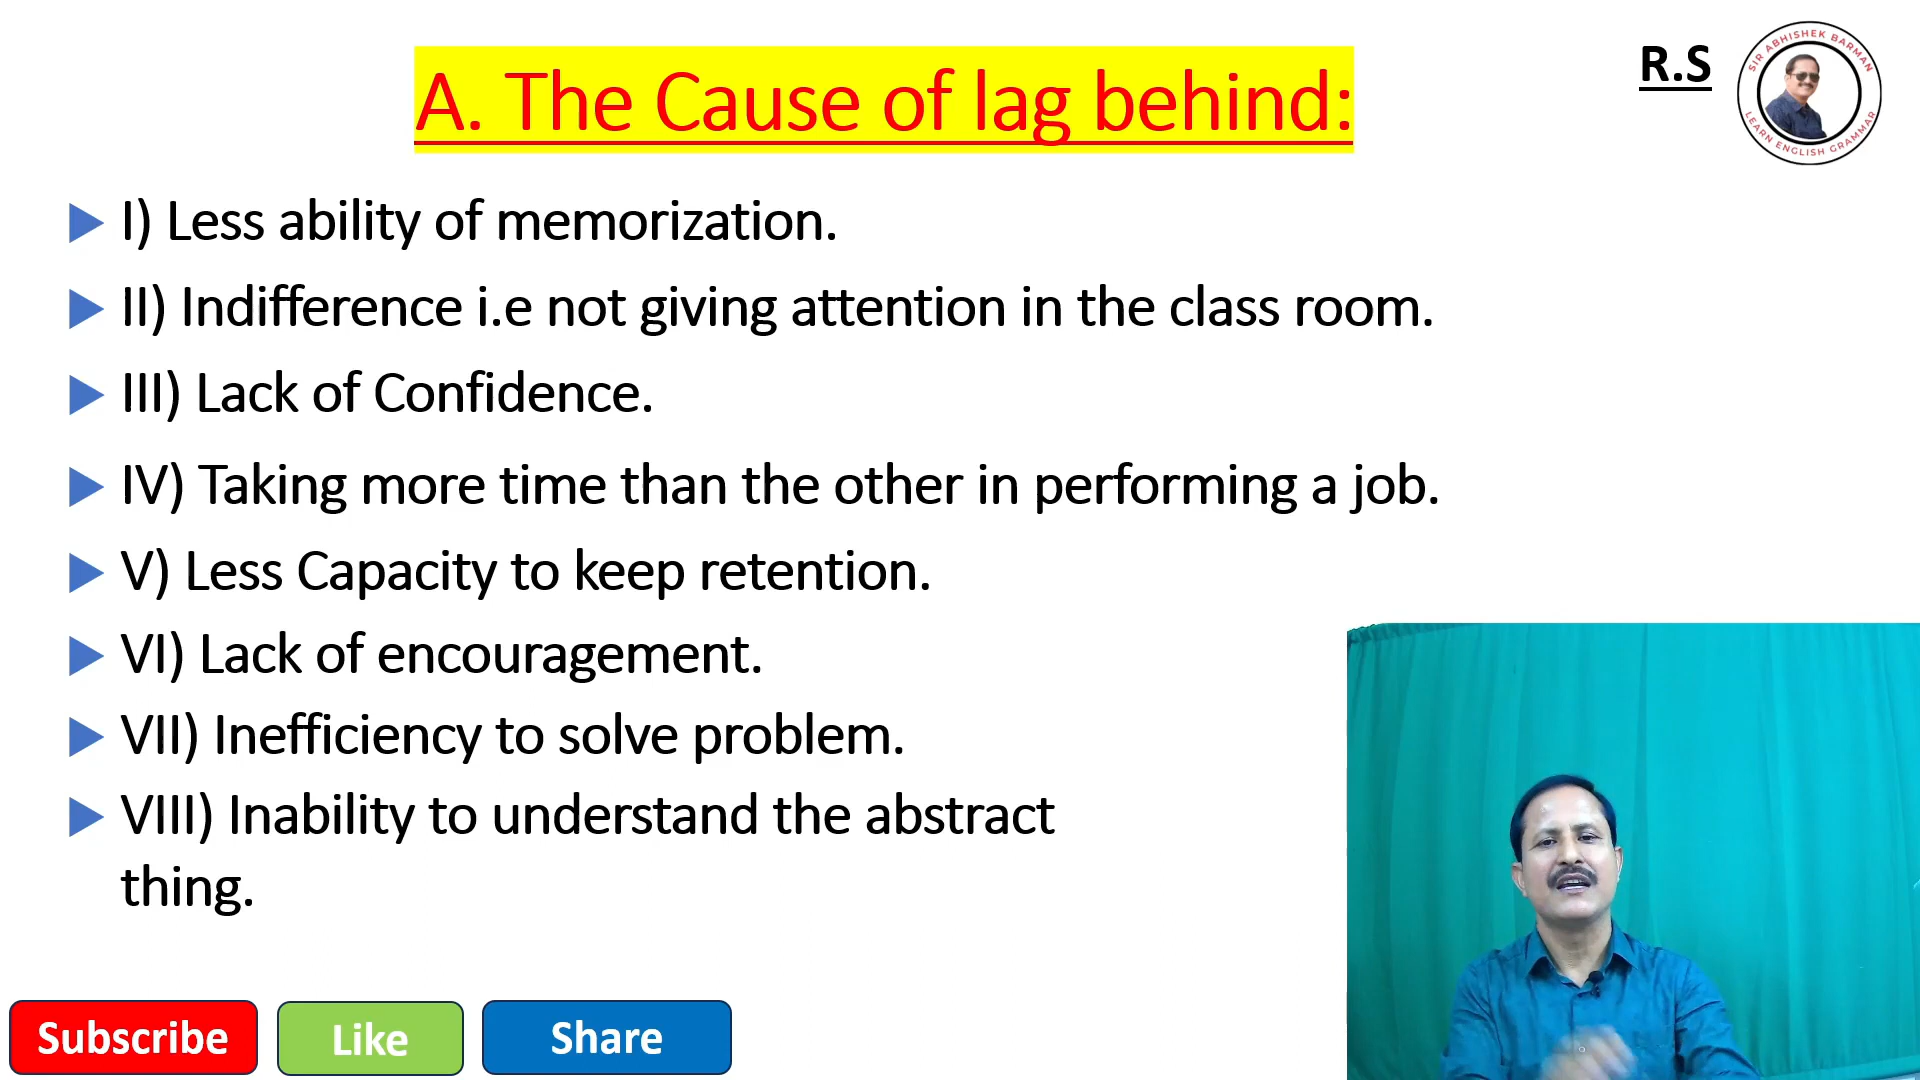 A. The Cause of lag behind:
R.S
SIR ABHISHEK BARMAN
LEARN ENGLISH GRAMMAR
I) Less ability of memorization.
II) Indifference i.e not giving attention in the class room.
III) Lack of Confidence.
IV) Taking more time than the other in performing a job.
V) Less Capacity to keep retention.
VI) Lack of encouragement.
VII) Inefficiency to solve problem.
VIII) Inability to understand the abstract
thing.
Subscribe
Like
Share